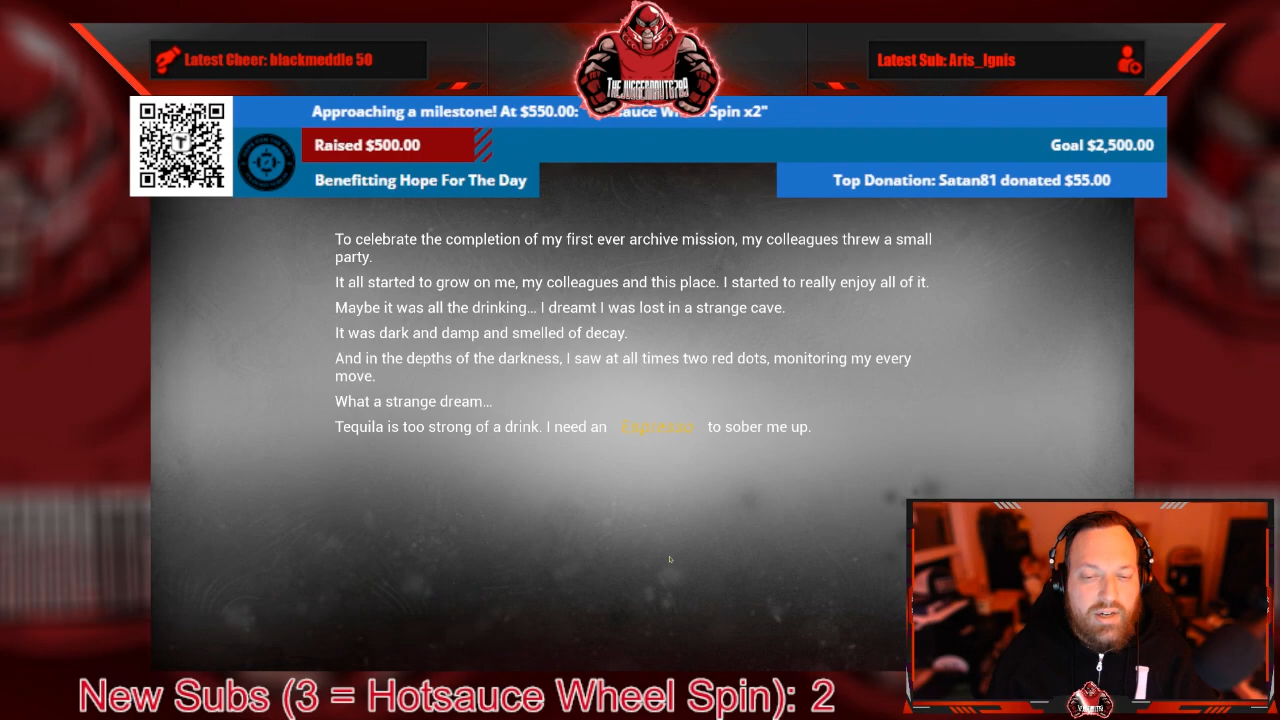 Latest Cheer: blackmeddle 50
THEJUGGERNAUT0789
Latest Sub: Aris_Ignis
Approaching a milestone! At $550.00: "
sauce W
Spin x2"
Raised $500.00
Goal $2,500.00
Benefitting Hope For The Day
Top Donation: Satan81 donated $55.00
To celebrate the completion of my first ever archive mission, my colleagues threw a small
party.
It all started to grow on me, my colleagues and this place. I started to really enjoy all of it.
Maybe it was all the drinking... I dreamt I was lost in a strange cave.
It was dark and damp and smelled of decay.
And in the depths of the darkness, I saw at all times two red dots, monitoring my every
move.
What a strange dream...
Tequila is too strong of a drink. I need an Espresso to sober me up.
New Subs (3 = Hotsauce Wheel Spin): 2